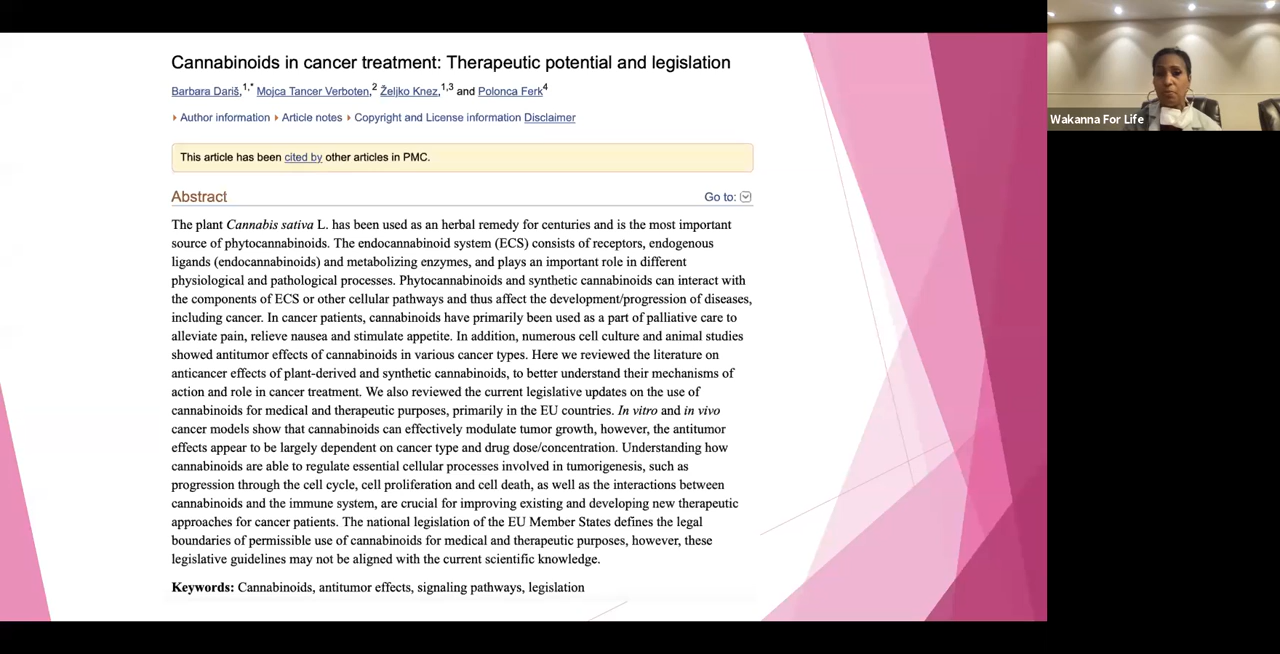 Cannabinoids in cancer treatment: Therapeutic potential and legislation
Barbara Dariš,1,* Mojca Tancer Verboten,2 Željko Knez,1,3 and Polonca Ferk4
Author information Article notes Copyright and License information Disclaimer
This article has been cited by other articles in PMC.
Abstract Go to:
The plant Cannabis sativa L. has been used as an herbal remedy for centuries and is the most important
source of phytocannabinoids. The endocannabinoid system (ECS) consists of receptors, endogenous
ligands (endocannabinoids) and metabolizing enzymes, and plays an important role in different
physiological and pathological processes. Phytocannabinoids and synthetic cannabinoids can interact with
the components of ECS or other cellular pathways and thus affect the development/progression of diseases,
including cancer. In cancer patients, cannabinoids have primarily been used as a part of palliative care to
alleviate pain, relieve nausea and stimulate appetite. In addition, numerous cell culture and animal studies
showed antitumor effects of cannabinoids in various cancer types. Here we reviewed the literature on
anticancer effects of plant-derived and synthetic cannabinoids, to better understand their mechanisms of
action and role in cancer treatment. We also reviewed the current legislative updates on the use of
cannabinoids for medical and therapeutic purposes, primarily in the EU countries. In vitro and in vivo
cancer models show that cannabinoids can effectively modulate tumor growth, however, the antitumor
effects appear to be largely dependent on cancer type and drug dose/concentration. Understanding how
cannabinoids are able to regulate essential cellular processes involved in tumorigenesis, such as
progression through the cell cycle, cell proliferation and cell death, as well as the interactions between
cannabinoids and the immune system, are crucial for improving existing and developing new therapeutic
approaches for cancer patients. The national legislation of the EU Member States defines the legal
boundaries of permissible use of cannabinoids for medical and therapeutic purposes, however, these
legislative guidelines may not be aligned with the current scientific knowledge.
Keywords: Cannabinoids, antitumor effects, signaling pathways, legislation
Wakanna For Life